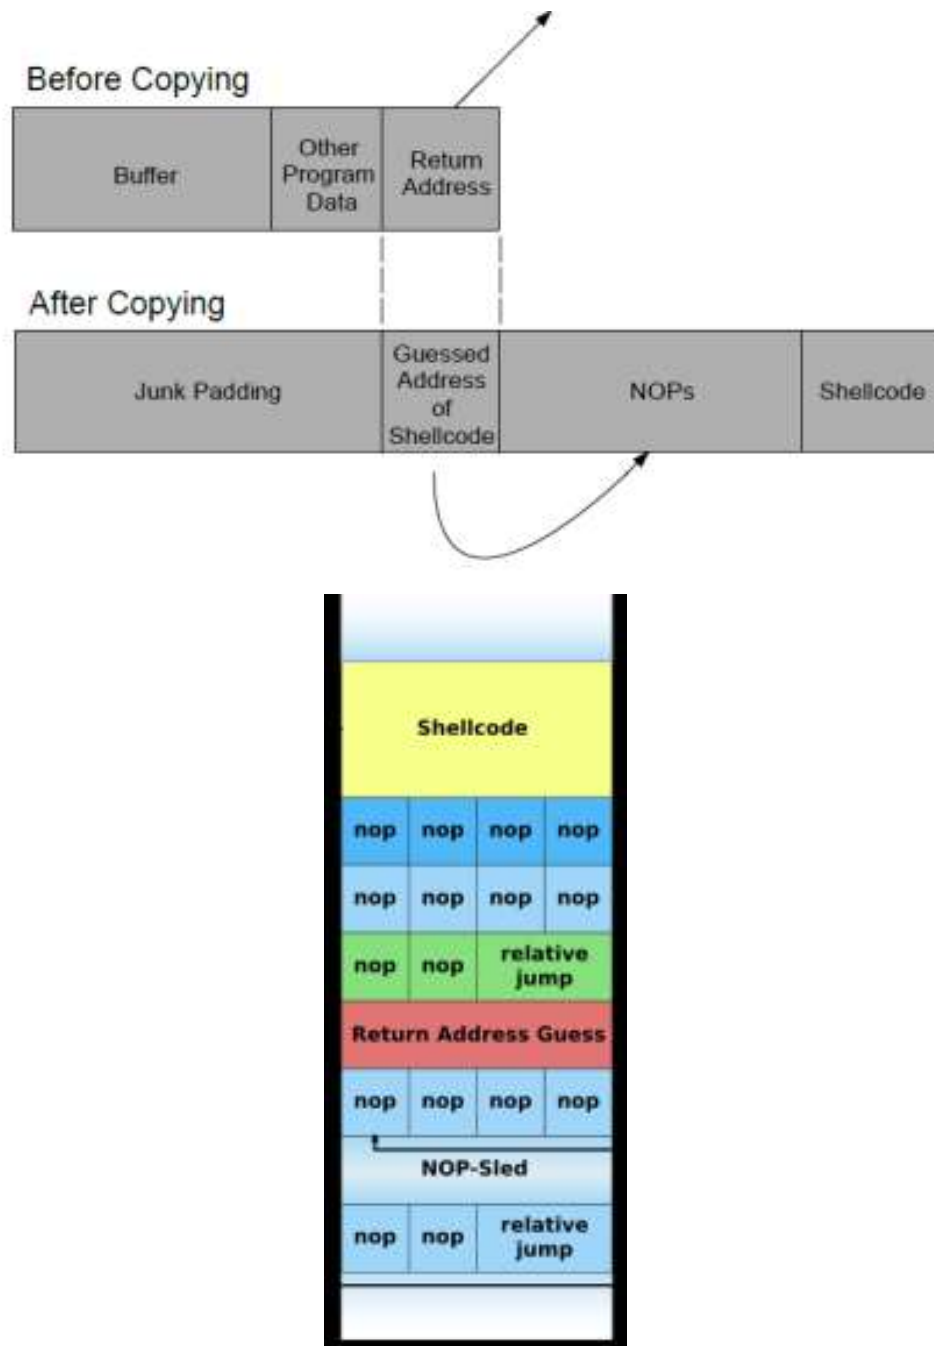 Before Copying
Buffer
Other
Program
Data
Return
Address
After Copying
Junk Padding
Guessed
Address
of
Shellcode
NOPs
Shellcode
Shellcode
nop nop nop nop
nop nop nop nop
nop nop relative
jump
Return Address Guess
nop nop nop nop
NOP-Sled
nop nop relative
jump